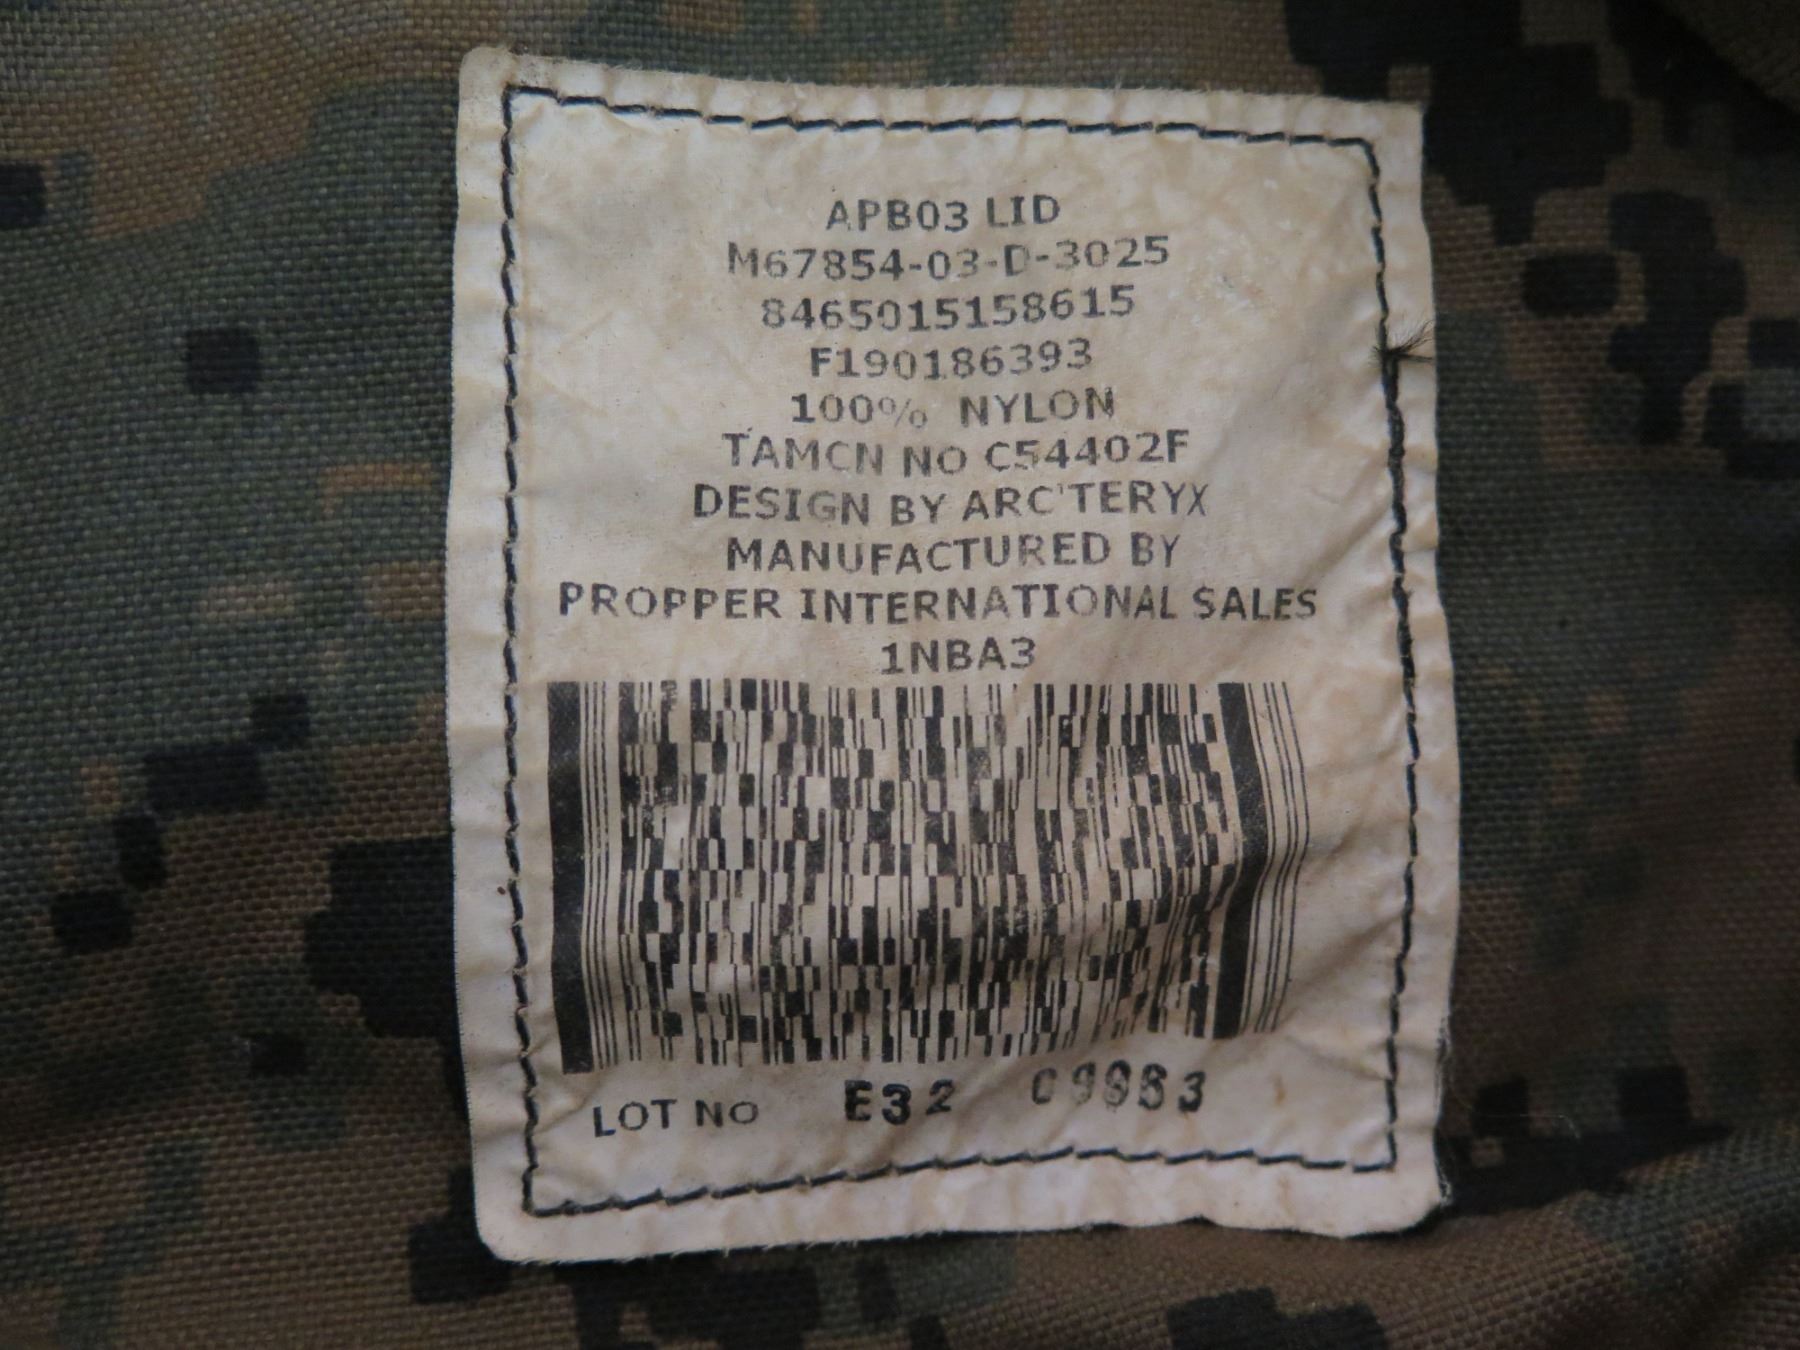 APB03 LID
M67854-03-D-3025
8465015158615
F190186393
100% NYLON
TAMCN NO C54402F
DESIGN BY ARC'TERYX
MANUFACTURED BY
PROPPER INTERNATIONAL SALES
1NBA3
LOT NO E32